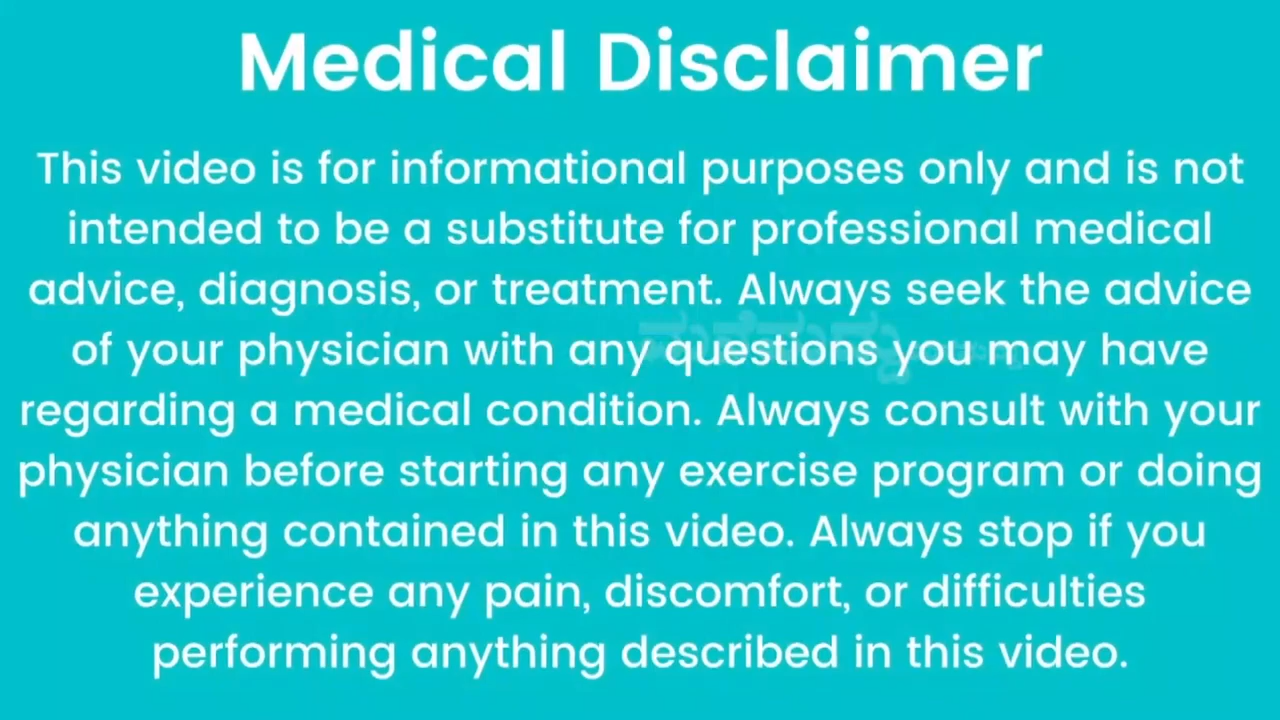 Medical Disclaimer
This video is for informational purposes only and is not
intended to be a substitute for professional medical
advice, diagnosis, or treatment. Always seek the advice
of your physician with any questions you may have
regarding a medical condition. Always consult with your
physician before starting any exercise program or doing
anything contained in this video. Always stop if you
experience any pain, discomfort, or difficulties
performing anything described in this video.